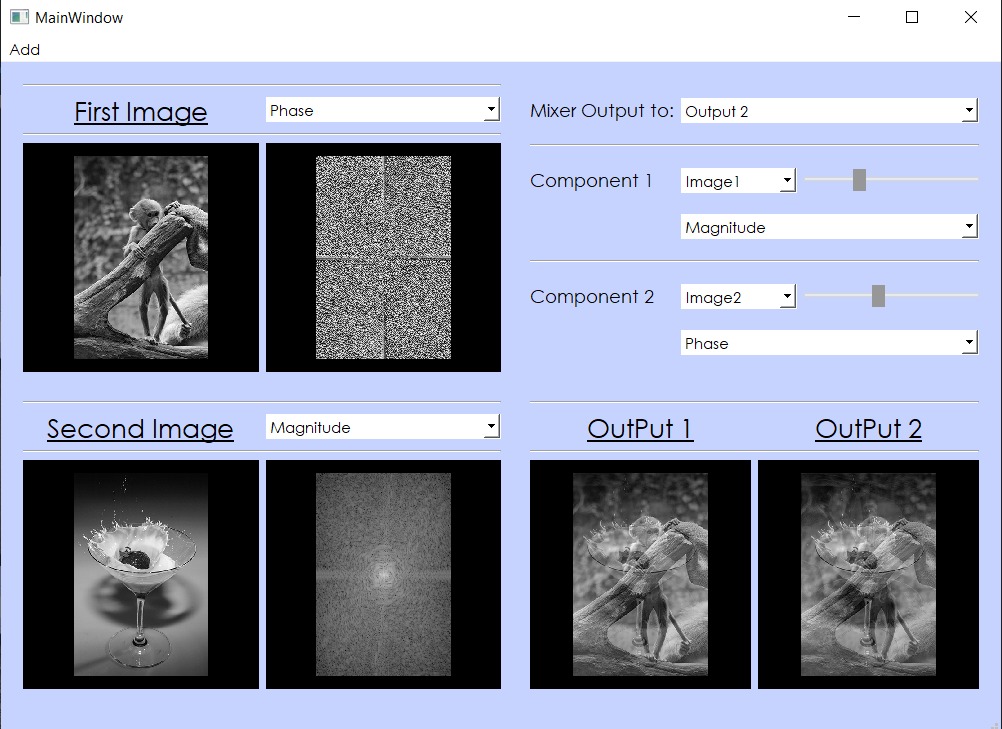 MainWindow
Add
First Image
Phase
Mixer Output to:
Output 2
Component 1
Image1
Magnitude
Component 2
Image2
Phase
Second Image
Magnitude
OutPut 1
OutPut 2